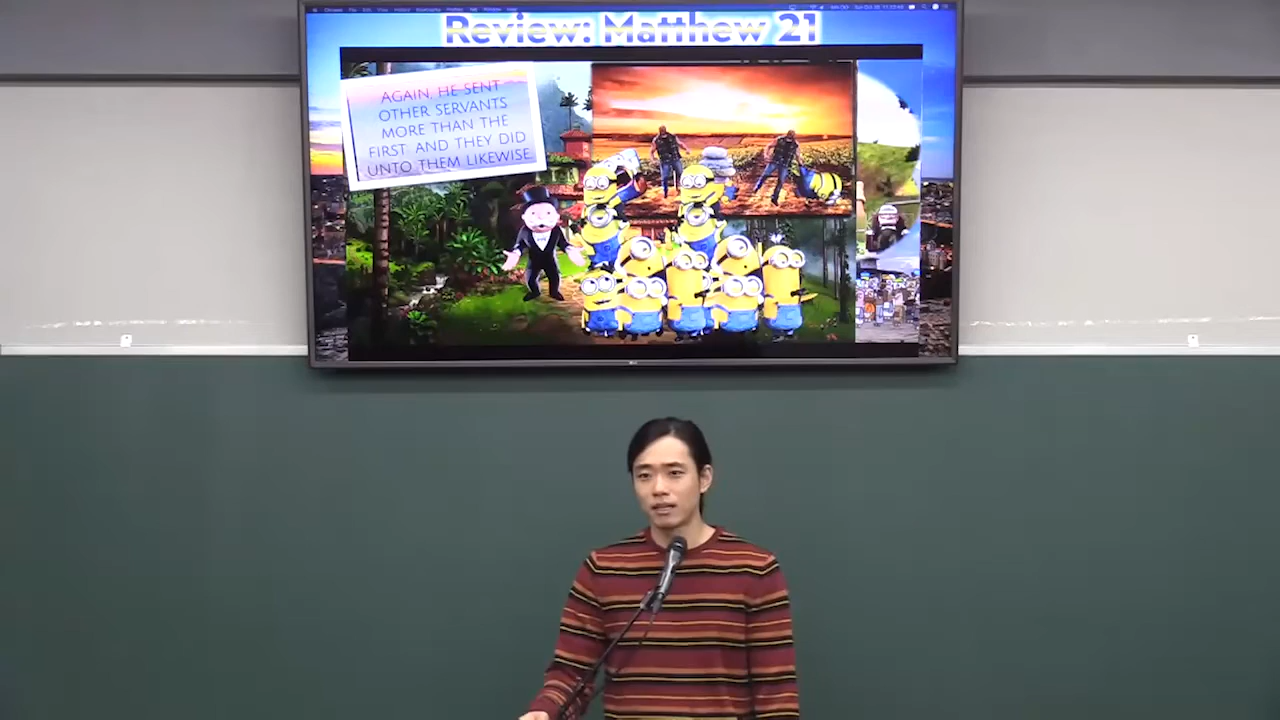 Review: Matthew 21
AGAIN, HE SENT
OTHER SERVANTS
MORE THAN THE
FIRST: AND THEY DID
UNTO THEM LIKEWISE.